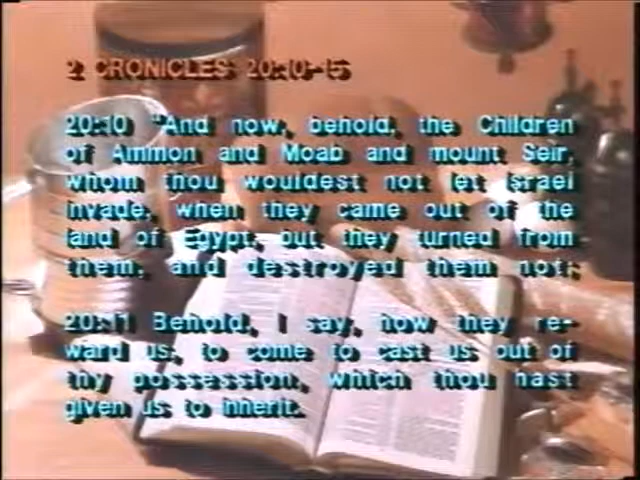 2 CRONICLES 20:10-15
20:10 "And now, behold, the Children
of Ammon and Moab and mount Seir,
whom thou wouldest not let Israel
invade, when they came out of the
land of Egypt, but they turned from
them, and destroyed them not;
20:11 Behold, I say, how they re-
ward us, to come to cast us out of
thy possession, which thou hast
given us to inherit.